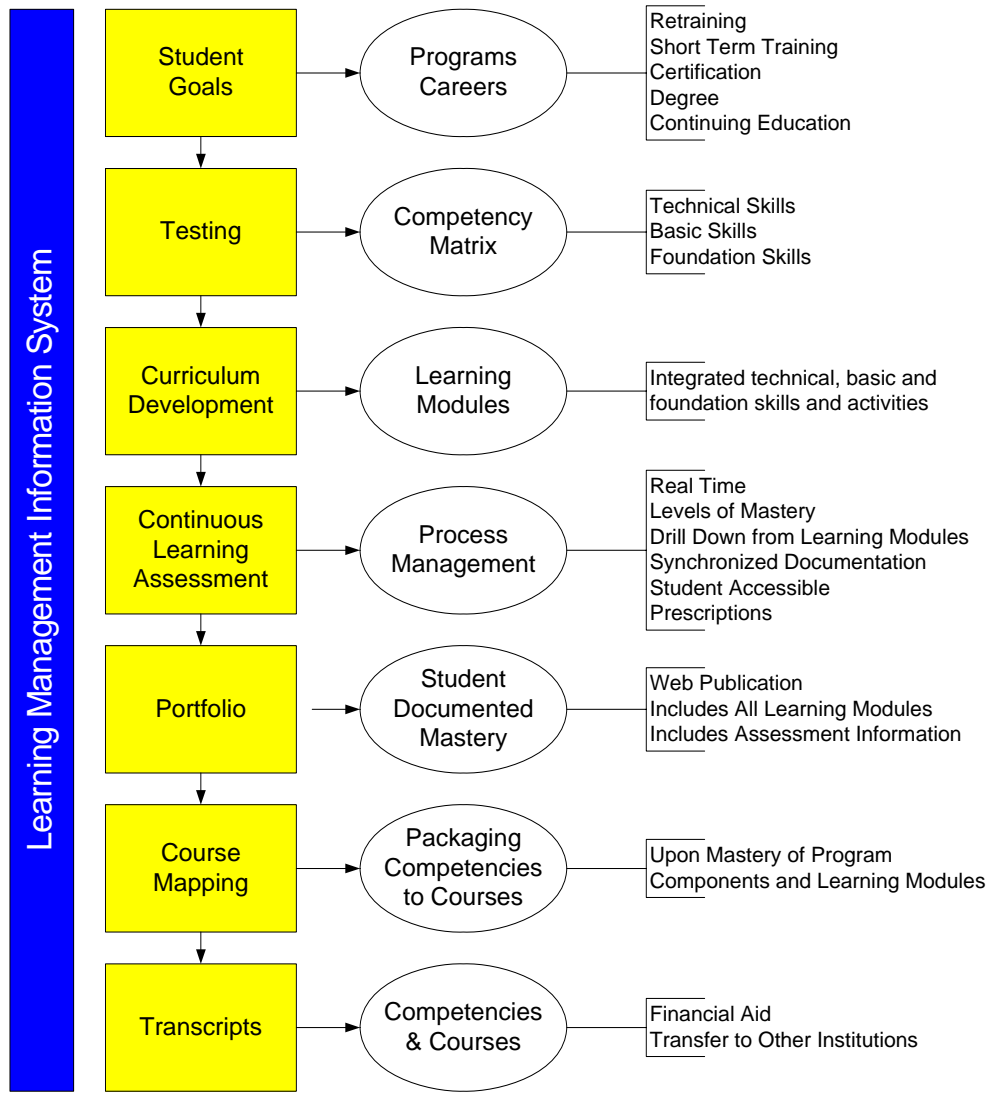 Learning Management Information System
Student
Goals
Programs
Careers
Retraining
Short Term Training
Certification
Degree
Continuing Education
Testing
Competency
Matrix
Technical Skills
Basic Skills
Foundation Skills
Curriculum
Development
Learning
Modules
Integrated technical, basic and
foundation skills and activities
Continuous
Learning
Assessment
Process
Management
Real Time
Levels of Mastery
Drill Down from Learning Modules
Synchronized Documentation
Student Accessible
Prescriptions
Portfolio
Student
Documented
Mastery
Web Publication
Includes All Learning Modules
Includes Assessment Information
Course
Mapping
Packaging
Competencies
to Courses
Upon Mastery of Program
Components and Learning Modules
Transcripts
Competencies
& Courses
Financial Aid
Transfer to Other Institutions